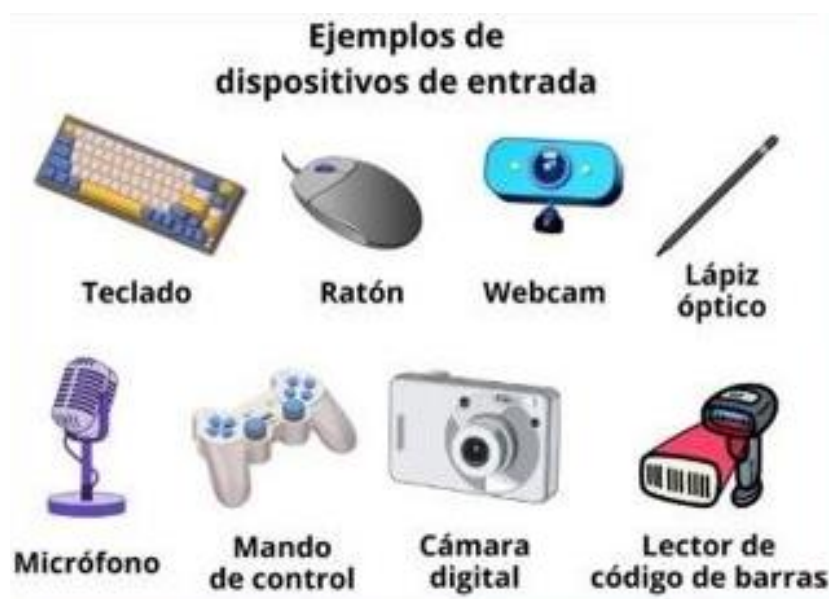 Ejemplos de
dispositivos de entrada
Teclado
Ratón
Webcam
Lápiz
óptico
Micrófono
Mando
de control
Cámara
digital
Lector de
código de barras